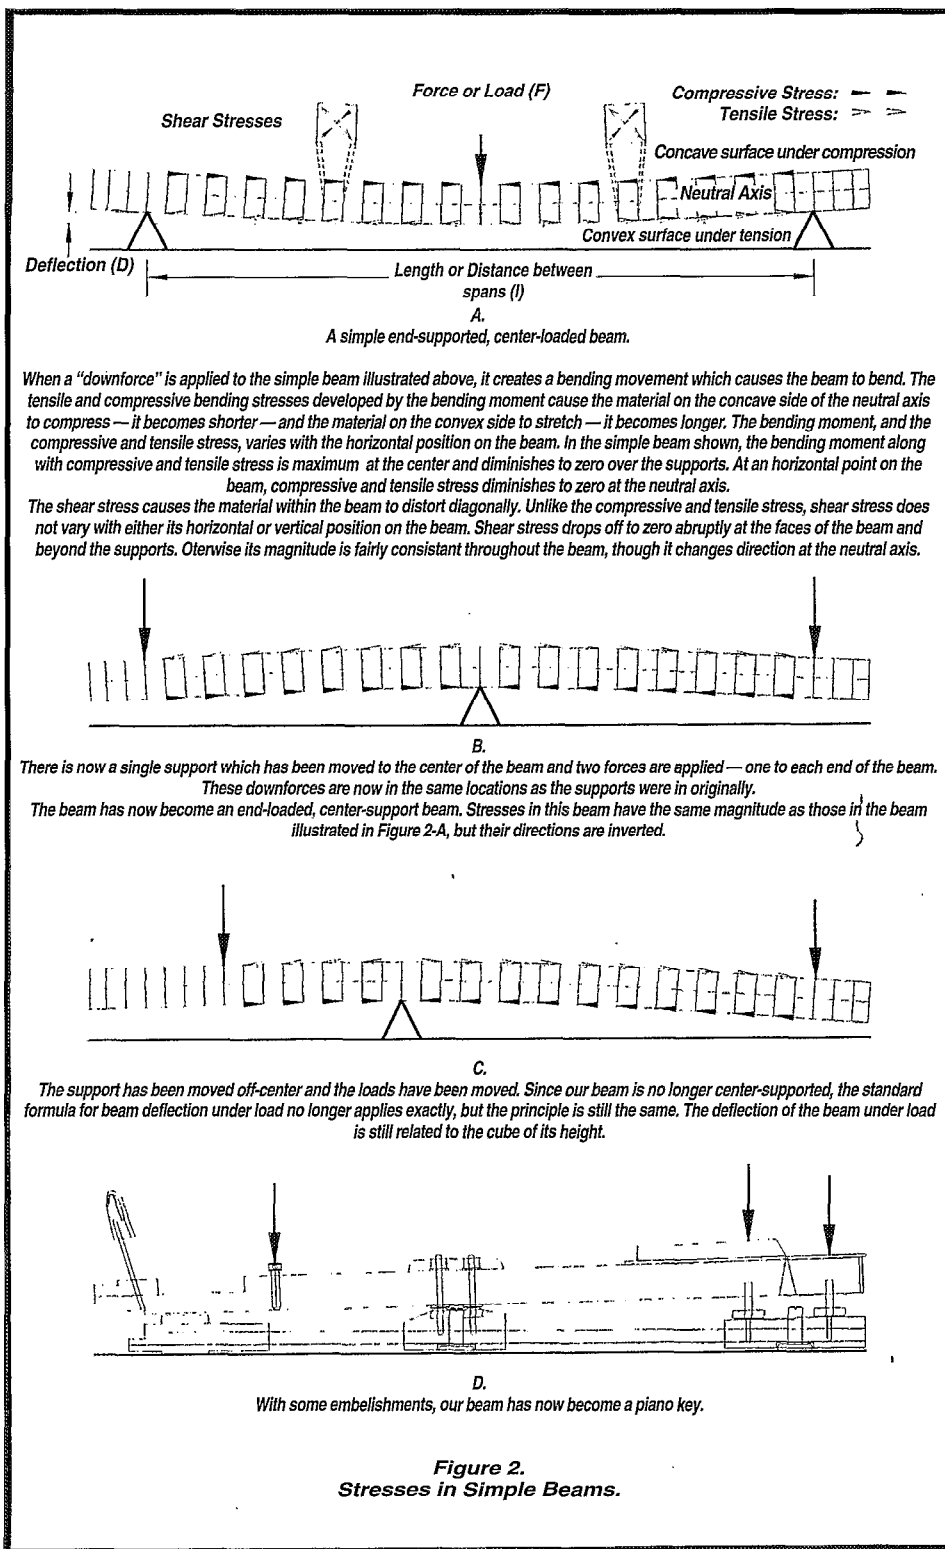 Force or Load (F)
Compressive Stress:
Tensile Stress:
Shear Stresses
Concave surface under compression
Neutral Axis
Convex surface under tension
Deflection (D)
Length or Distance between
spans (l)
A.
A simple end-supported, center-loaded beam.
When a "downforce" is applied to the simple beam illustrated above, it creates a bending movement which causes the beam to bend. The
tensile and compressive bending stresses developed by the bending moment cause the material on the concave side of the neutral axis
to compress — it becomes shorter — and the material on the convex side to stretch — it becomes longer. The bending moment, and the
compressive and tensile stress, varies with the horizontal position on the beam. In the simple beam shown, the bending moment along
with compressive and tensile stress is maximum at the center and diminishes to zero over the supports. At an horizontal point on the
beam, compressive and tensile stress diminishes to zero at the neutral axis.
The shear stress causes the material within the beam to distort diagonally. Unlike the compressive and tensile stress, shear stress does
not vary with either its horizontal or vertical position on the beam. Shear stress drops off to zero abruptly at the faces of the beam and
beyond the supports. Oterwise its magnitude is fairly consistant throughout the beam, though it changes direction at the neutral axis.
B.
There is now a single support which has been moved to the center of the beam and two forces are applied — one to each end of the beam.
These downforces are now in the same locations as the supports were in originally.
The beam has now become an end-loaded, center-support beam. Stresses in this beam have the same magnitude as those in the beam
illustrated in Figure 2-A, but their directions are inverted.
C.
The support has been moved off-center and the loads have been moved. Since our beam is no longer center-supported, the standard
formula for beam deflection under load no longer applies exactly, but the principle is still the same. The deflection of the beam under load
is still related to the cube of its height.
D.
With some embelishments, our beam has now become a piano key.
Figure 2.
Stresses in Simple Beams.